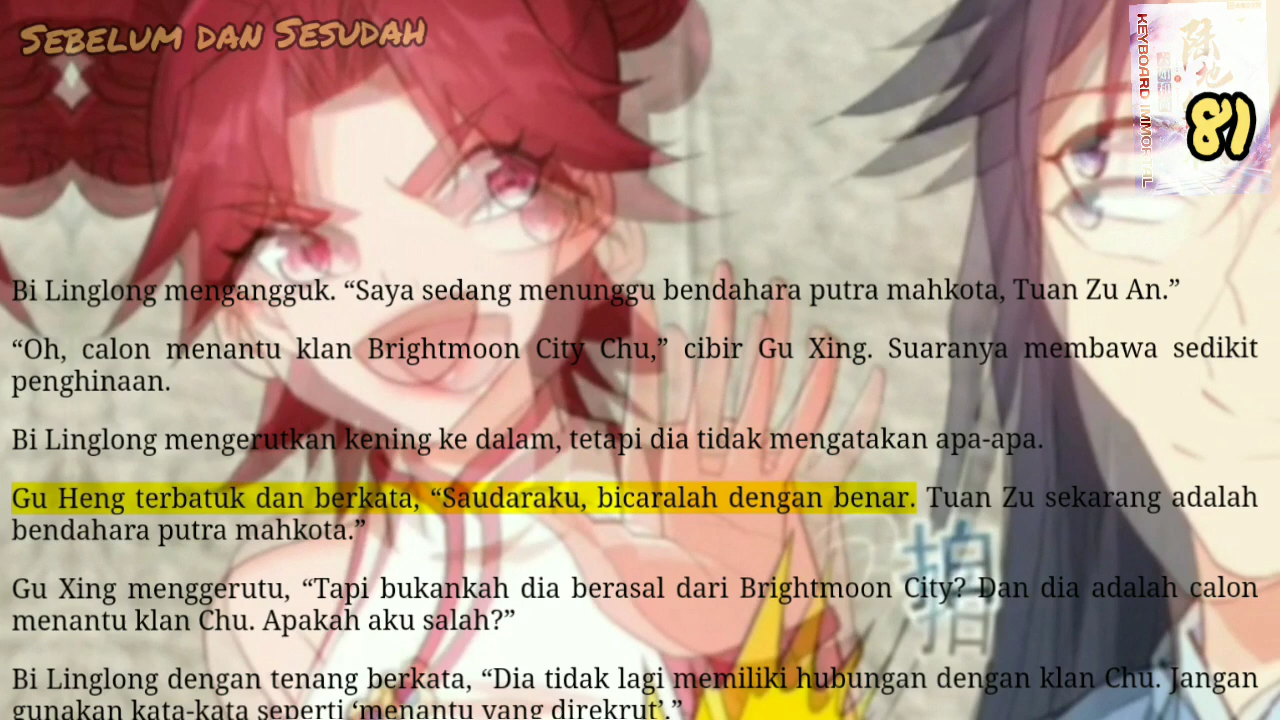 Sebelum dan Sesudah
KEYBOARD IMMORTAL
81
Bi Linglong mengangguk. “Saya sedang menunggu bendahara putra mahkota, Tuan Zu An.”
“Oh, calon menantu klan Brightmoon City Chu,” cibir Gu Xing. Suaranya membawa sedikit
penghinaan.
Bi Linglong mengerutkan kening ke dalam, tetapi dia tidak mengatakan apa-apa.
Gu Heng terbatuk dan berkata, “Saudaraku, bicaralah dengan benar. Tuan Zu sekarang adalah
bendahara putra mahkota.”
拍
拍
Gu Xing menggerutu, “Tapi bukankah dia berasal dari Brightmoon City? Dan dia adalah calon
menantu klan Chu. Apakah aku salah?”
Bi Linglong dengan tenang berkata, “Dia tidak lagi memiliki hubungan dengan klan Chu. Jangan
gunakan kata-kata seperti ‘menantu yang direkrut’.”